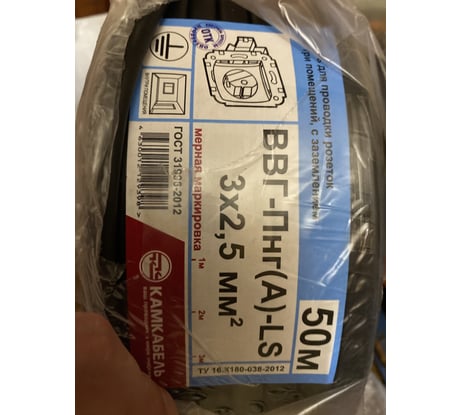 для проводки розеток
помещений, с заземлением
ОТК
ВВГ-Пнг(А)-LS
3х2,5 мм²
50м
ГОСТ 31996-2012
мерная маркировка
1м
2м
3м
ТУ 16.К180-038-2012
КАМКАБЕЛЬ